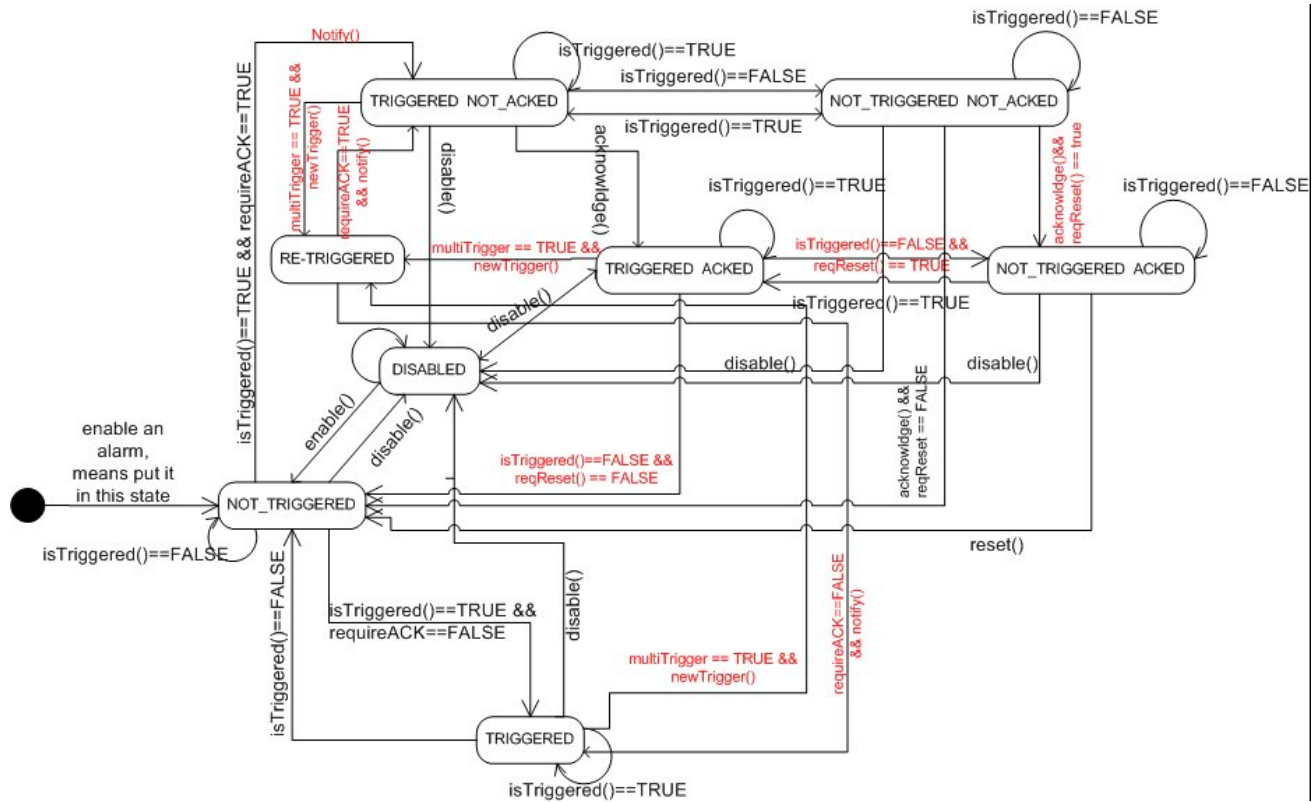 Notify()
isTriggered()==TRUE
isTriggered()==FALSE
isTriggered()==FALSE
TRIGGERED NOT_ACKED
NOT_TRIGGERED NOT_ACKED
isTriggered()==TRUE
multiTrigger == TRUE &&
newTrigger()
requireACK==TRUE
&& notify()
disable()
acknowldge()
acknowldge()&&
reqReset() == true
isTriggered()==TRUE
isTriggered()==FALSE
isTriggered()==TRUE && requireACK==TRUE
RE-TRIGGERED
multiTrigger == TRUE &&
newTrigger()
TRIGGERED ACKED
isTriggered()==FALSE &&
reqReset() == TRUE
NOT_TRIGGERED ACKED
isTriggered()==TRUE
disable()
DISABLED
disable()
disable()
enable()
disable()
acknowldge() &&
reqReset == FALSE
enable an
alarm,
means put it
in this state
isTriggered()==FALSE &&
reqReset() == FALSE
NOT_TRIGGERED
isTriggered()==FALSE
reset()
isTriggered()==FALSE
isTriggered()==TRUE &&
requireACK==FALSE
disable()
multiTrigger == TRUE &&
newTrigger()
requireACK==FALSE
&& notify()
TRIGGERED
isTriggered()==TRUE